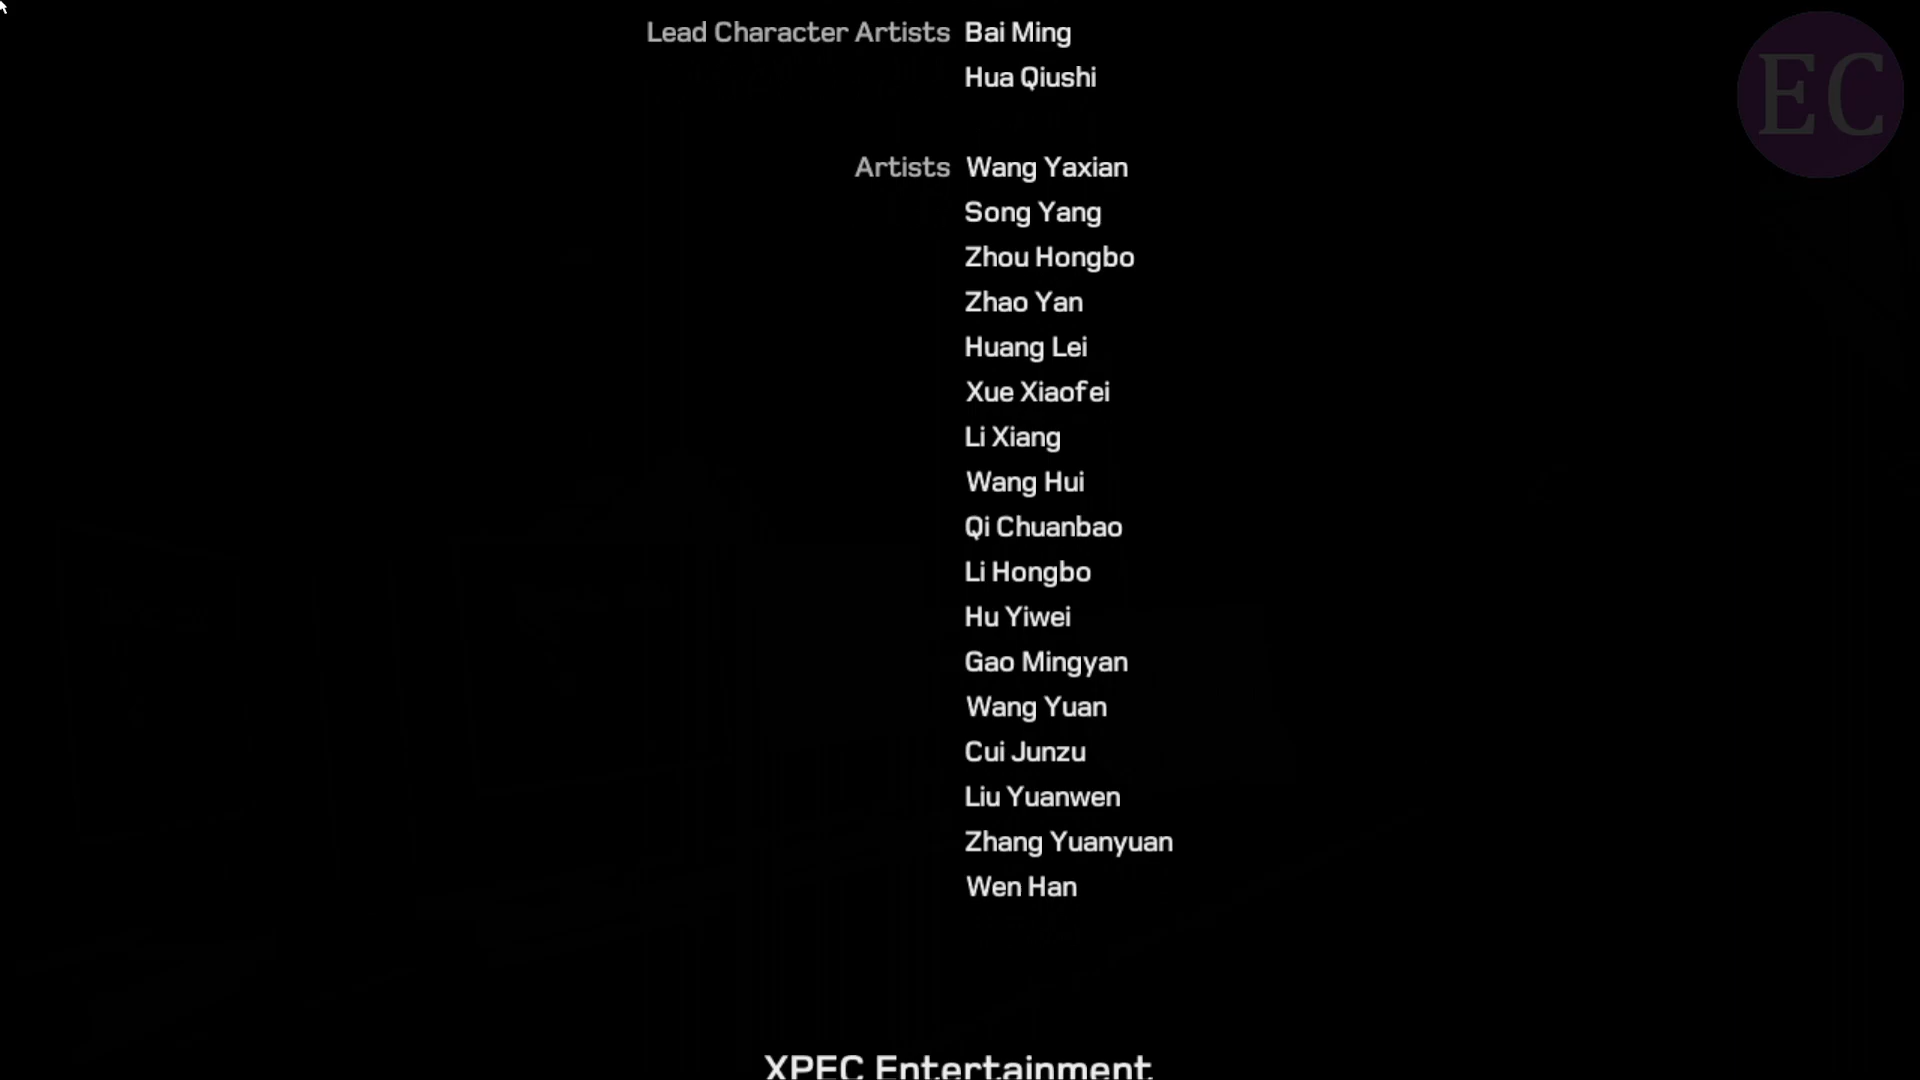 Lead Character Artists Bai Ming
Hua Qiushi
EC
Artists Wang Yaxian
Song Yang
Zhou Hongbo
Zhao Yan
Huang Lei
Xue Xiaofei
Li Xiang
Wang Hui
Qi Chuanbao
Li Hongbo
Hu Yiwei
Gao Mingyan
Wang Yuan
Cui Junzu
Liu Yuanwen
Zhang Yuanyuan
Wen Han
XPEC Entertainment